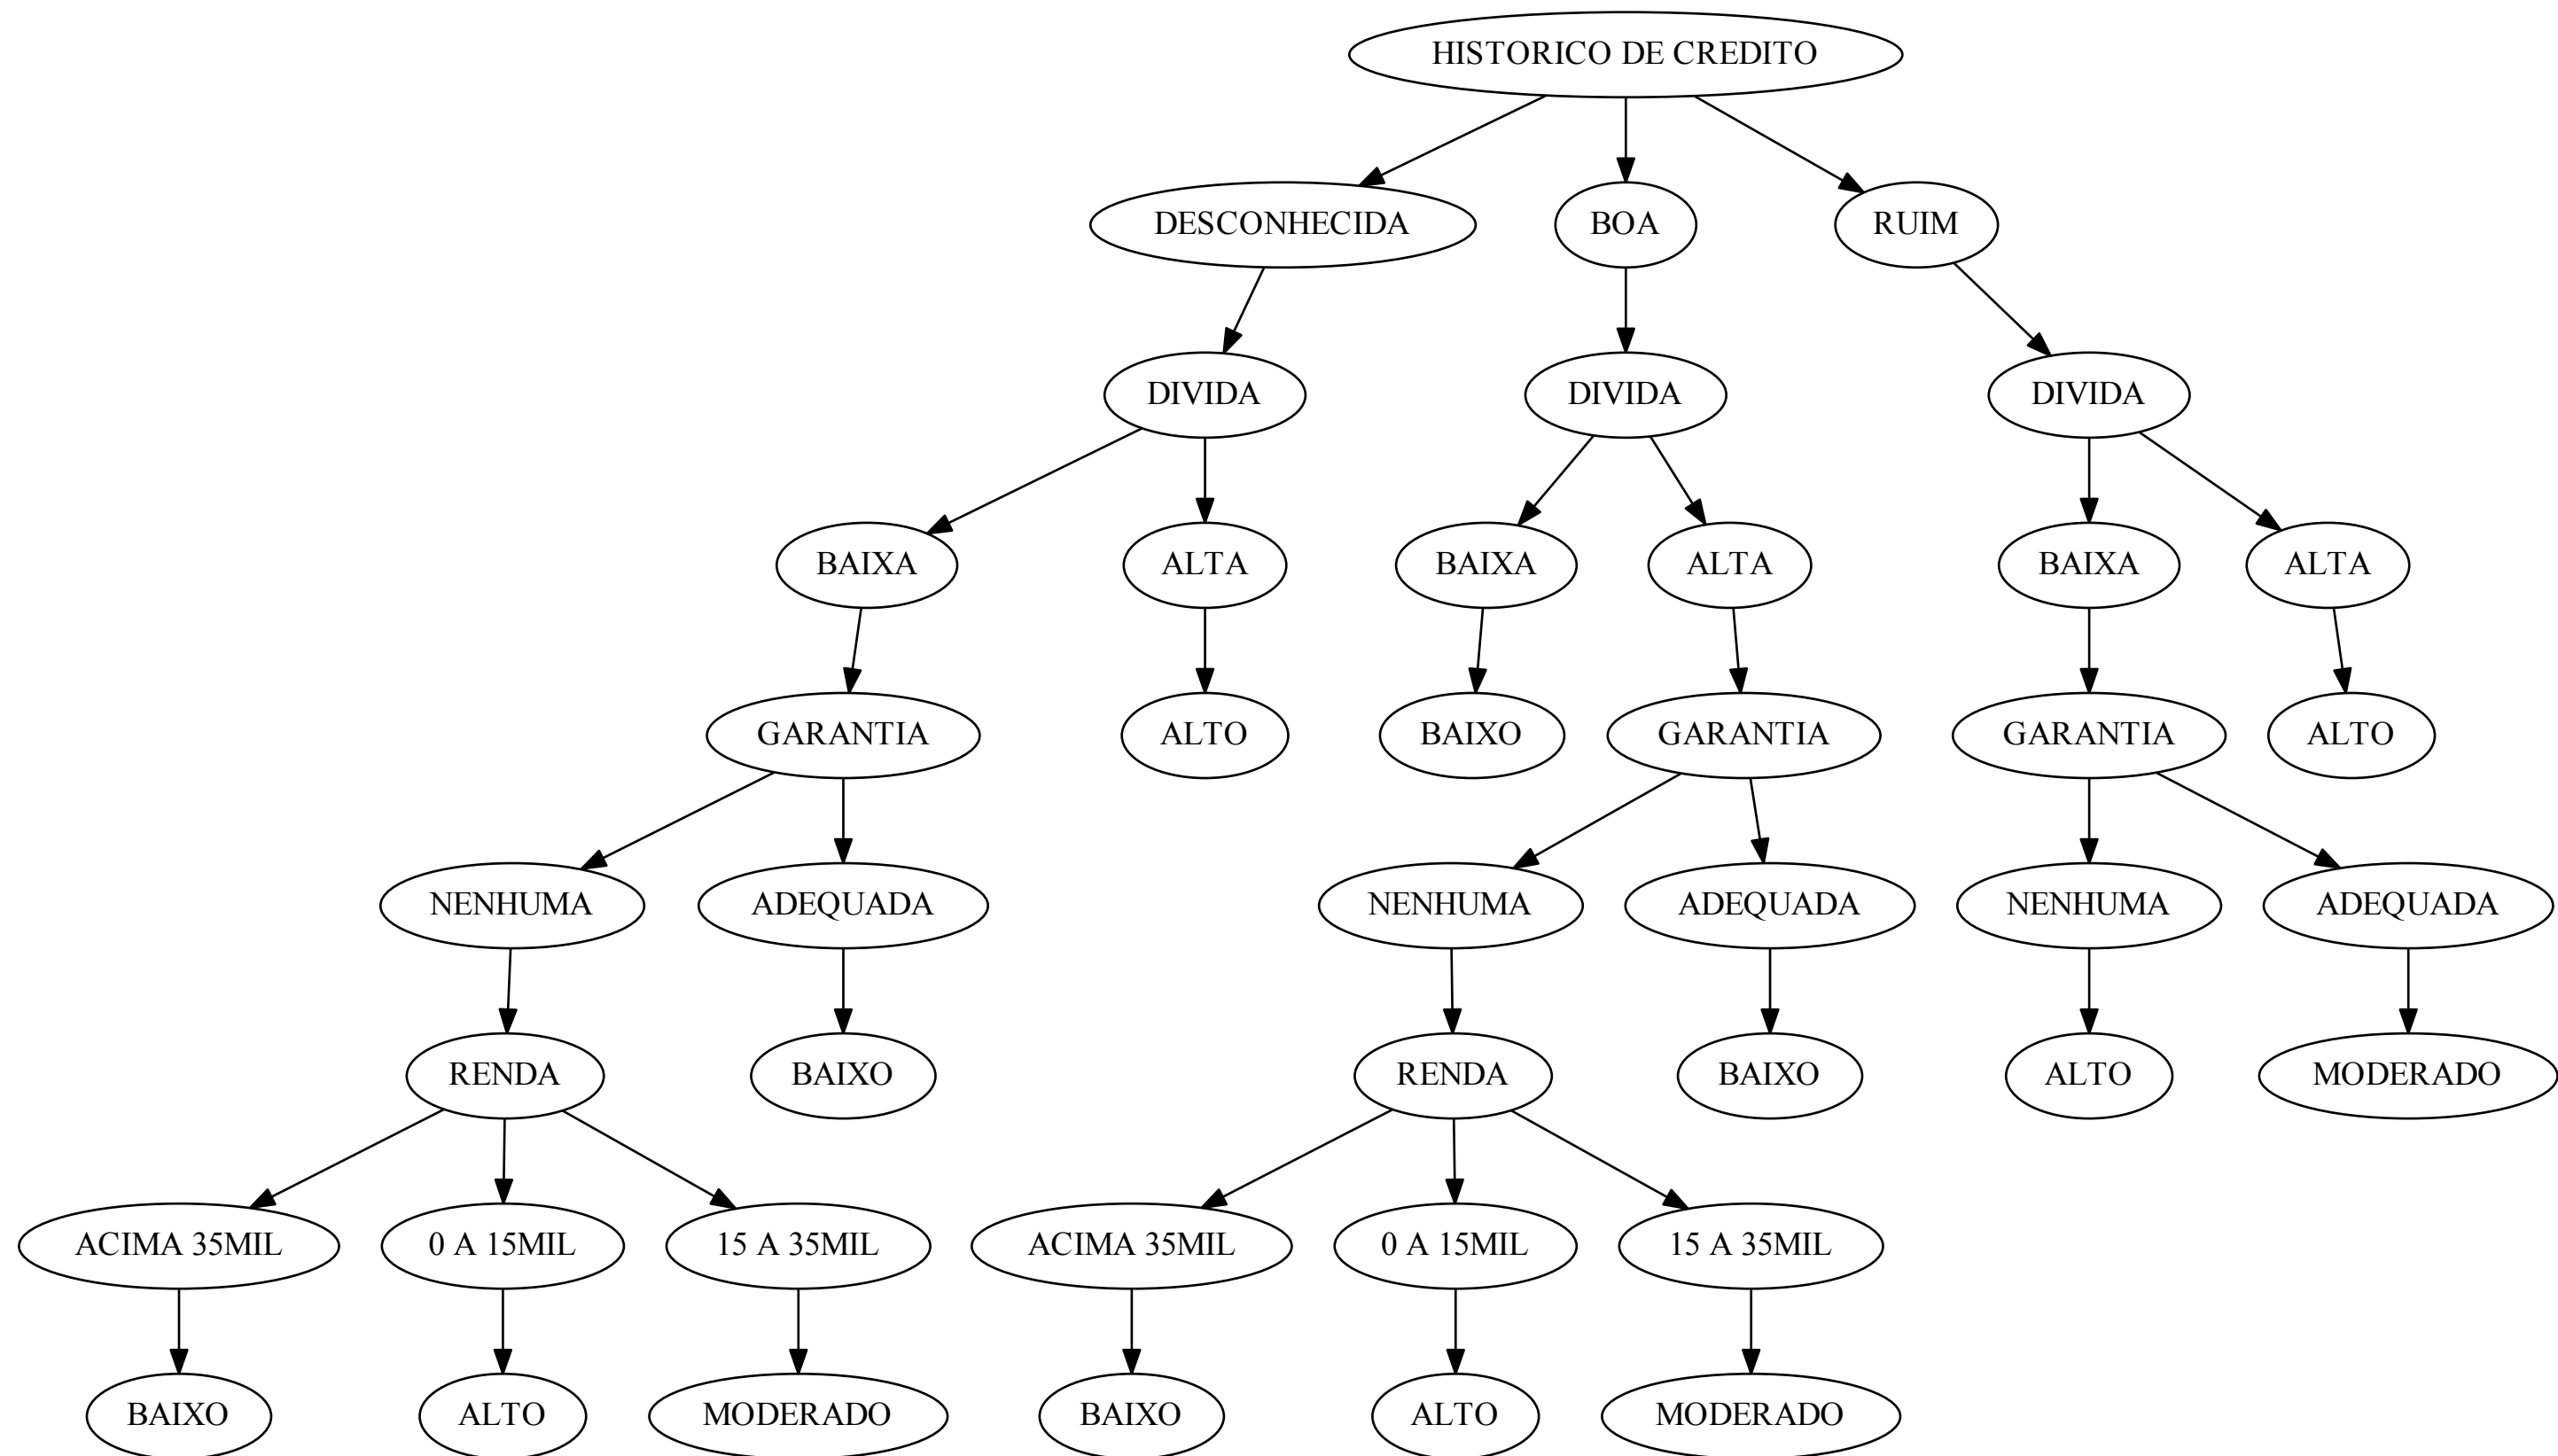 HISTORICO DE CREDITO
DESCONHECIDA
BOA
RUIM
DIVIDA
DIVIDA
DIVIDA
BAIXA
ALTA
BAIXA
ALTA
BAIXA
ALTA
GARANTIA
ALTO
BAIXO
GARANTIA
GARANTIA
ALTO
NENHUMA
ADEQUADA
NENHUMA
ADEQUADA
NENHUMA
ADEQUADA
RENDA
BAIXO
RENDA
BAIXO
ALTO
MODERADO
ACIMA 35MIL
0 A 15MIL
15 A 35MIL
ACIMA 35MIL
0 A 15MIL
15 A 35MIL
BAIXO
ALTO
MODERADO
BAIXO
ALTO
MODERADO